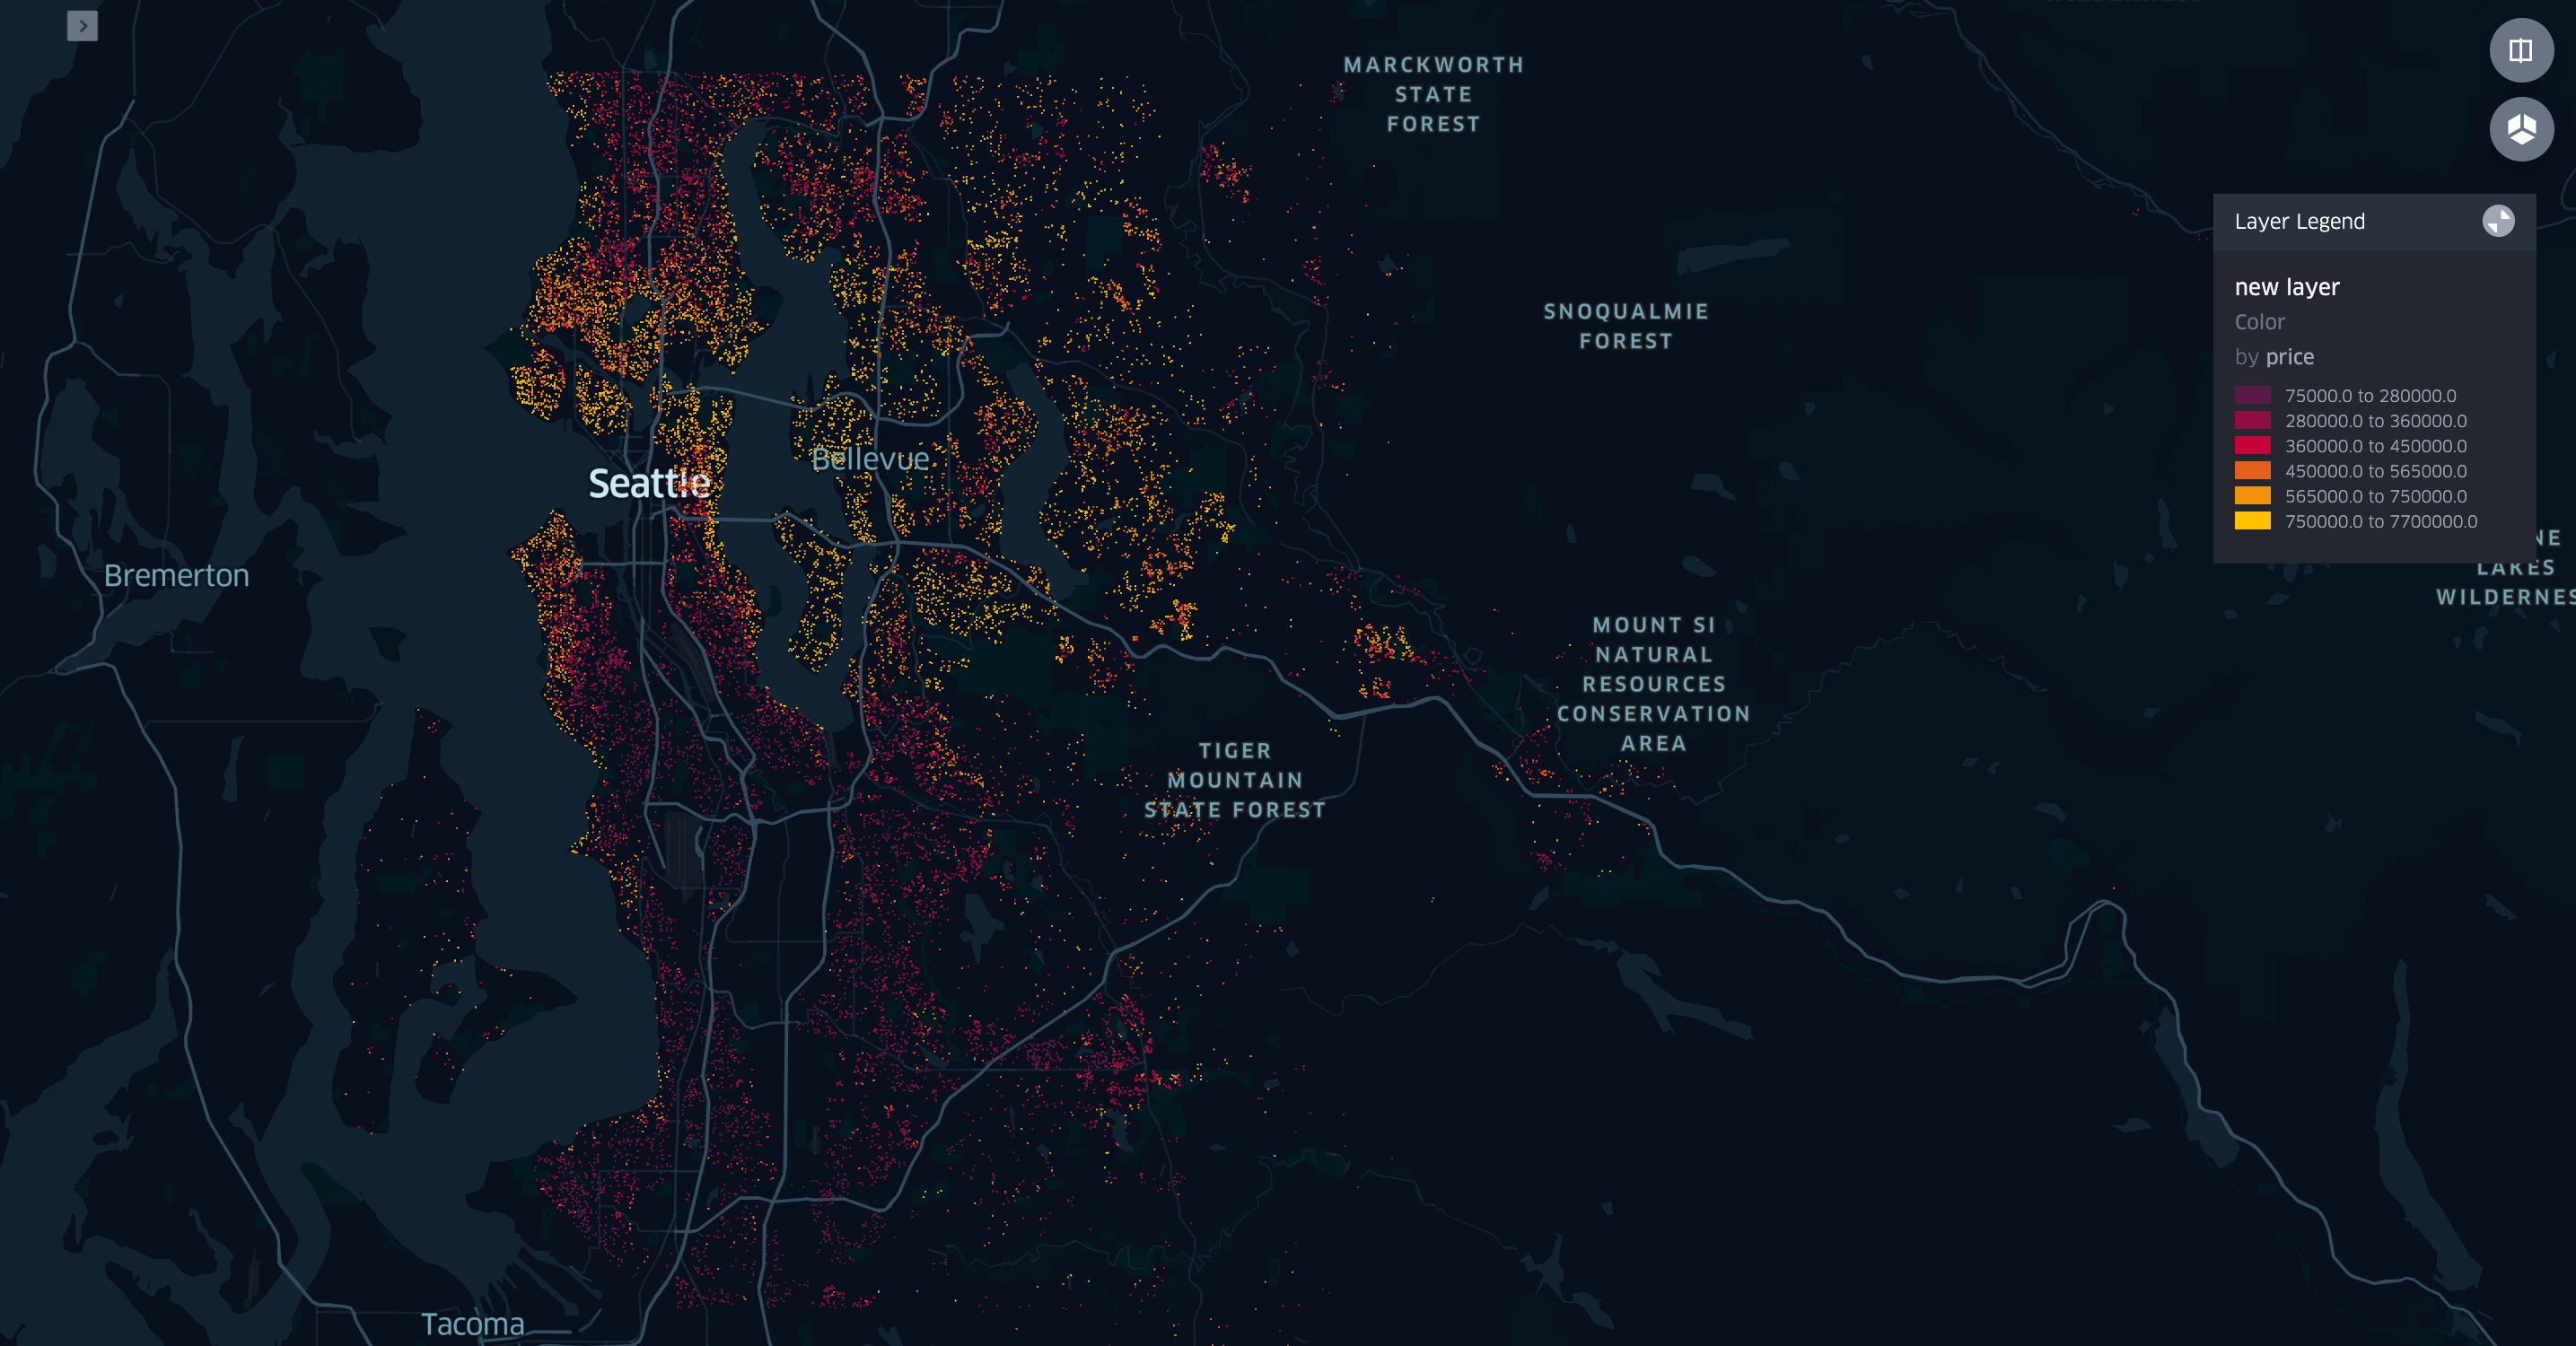 MARCKWORTH
STATE
FOREST
Layer Legend
new layer
Color
by price
75000.0 to 280000.0
280000.0 to 360000.0
360000.0 to 450000.0
450000.0 to 565000.0
565000.0 to 750000.0
750000.0 to 7700000.0
SNOQUALMIE
FOREST
Bellevue
Seattle
Bremerton
LAKES
MOUNT SI
NATURAL
RESOURCES
CONSERVATION
AREA
TIGER
MOUNTAIN
STATE FOREST
Tacoma